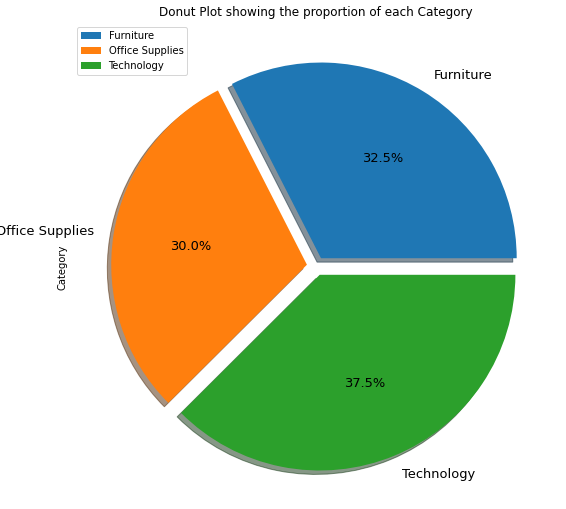 Donut Plot showing the proportion of each Category
Furniture
Office Supplies
Technology
Furniture
32.5%
Office Supplies
30.0%
Category
37.5%
Technology